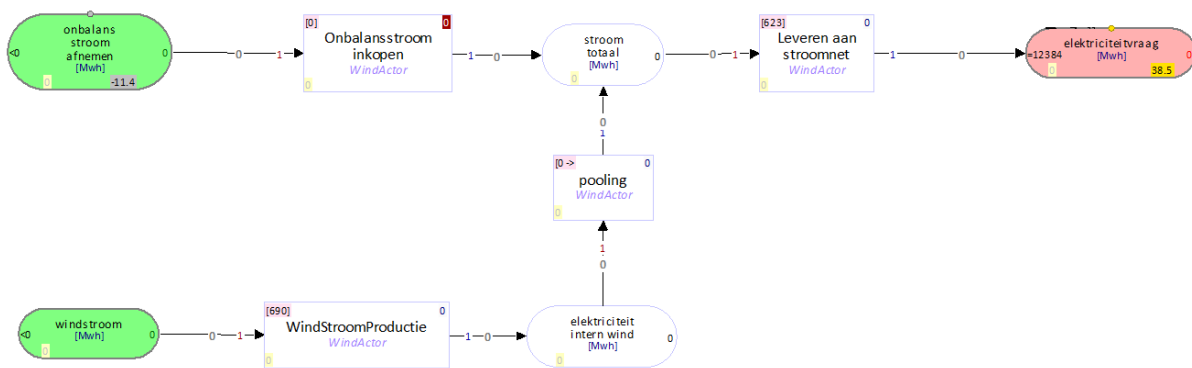 onbalans
stroom
afnemen
[Mwh]
<0
0
0
-11.4
0
1
[0]
0
Onbalansstroom
inkopen
WindActor
0
1
0
stroom
totaal
[Mwh]
0
0
0
1
[623]
0
Leveren aan
stroomnet
WindActor
0
1
0
elektriciteitvraag
[Mwh]
=12384
0
0
38.5
0
1
[0 ->
0
pooling
WindActor
0
1
0
windstroom
[Mwh]
<0
0
0
0
1
[690]
0
WindStroomProductie
WindActor
0
1
0
elektriciteit
intern wind
[Mwh]
0
0